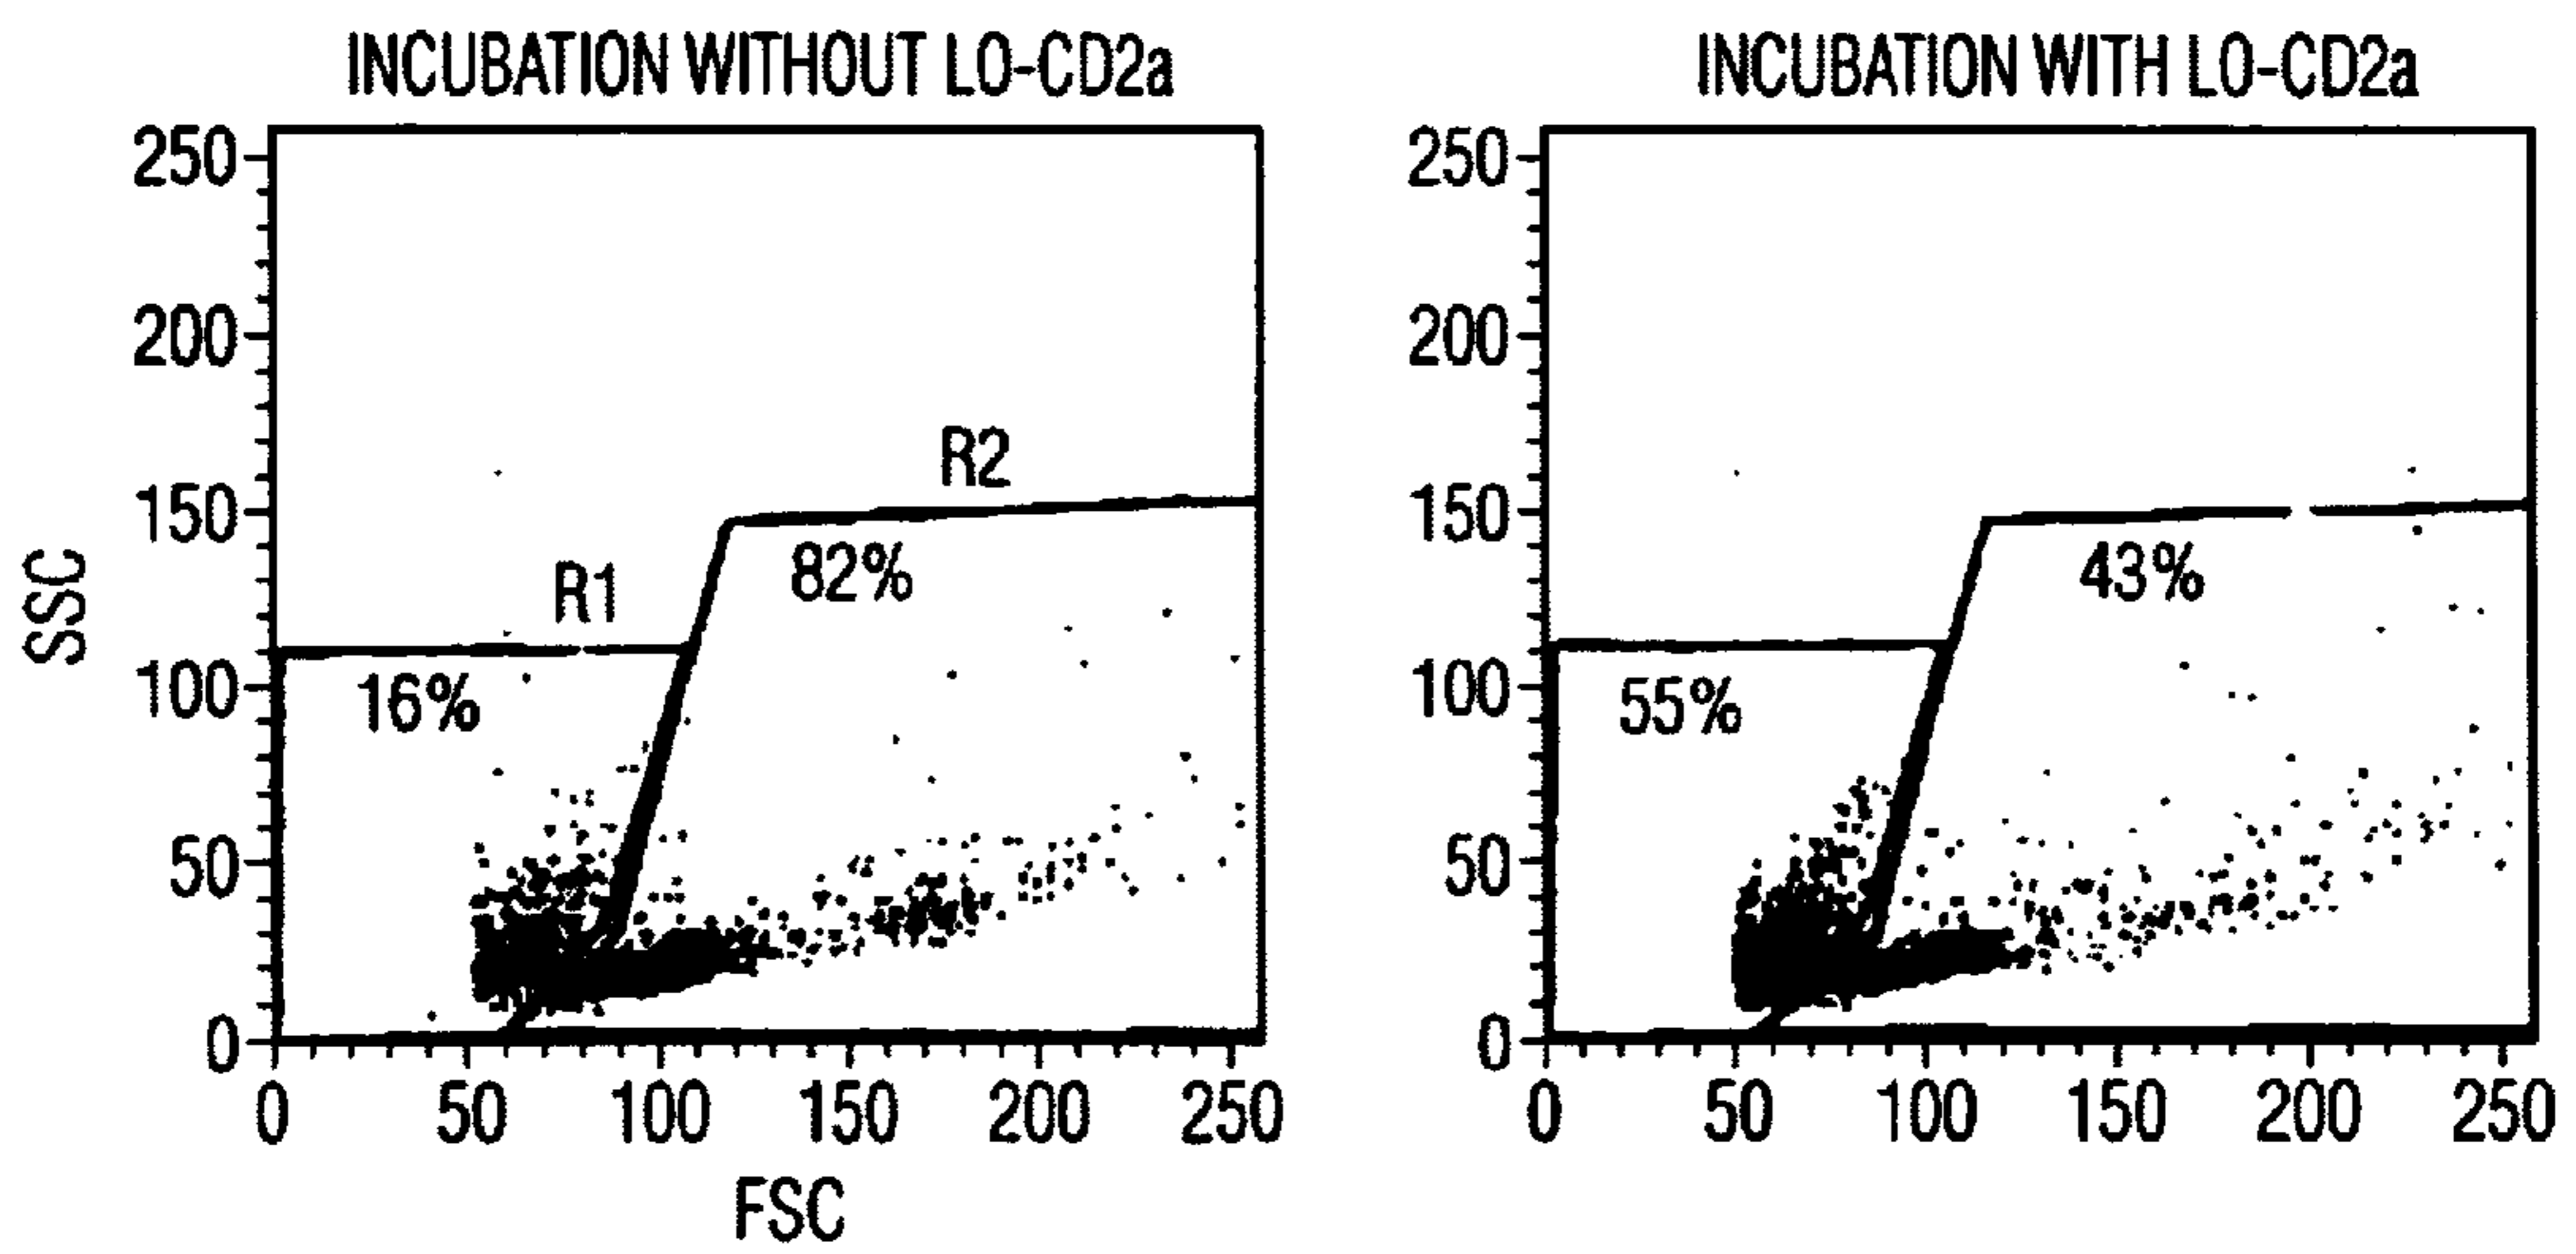 INCUBATION WITHOUT LO-CD2a
250
200
150
100
50
0
SSC
R2
82%
R1
16%
0 50 100 150 200 250
FSC
INCUBATION WITH LO-CD2a
250
200
150
100
50
0
43%
55%
0 50 100 150 200 250